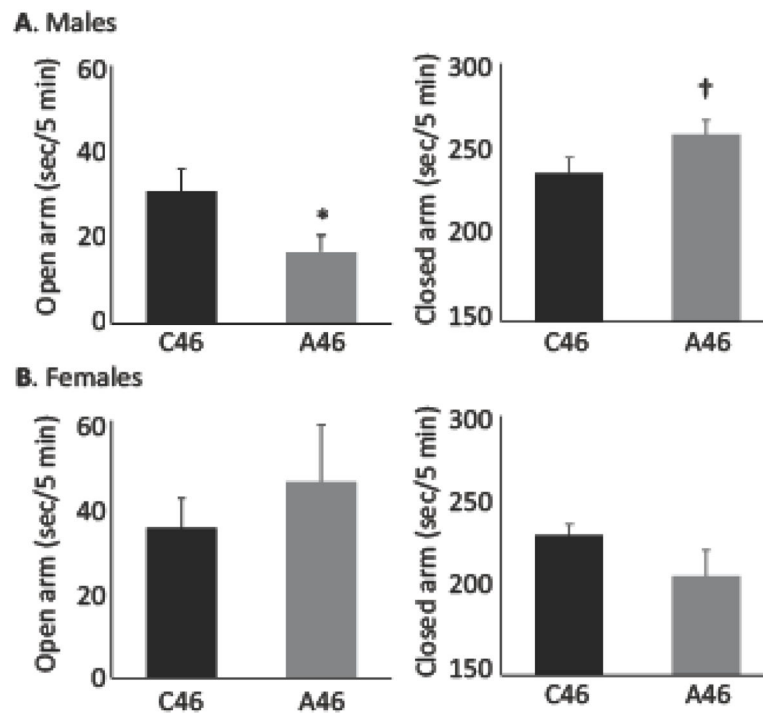 A. Males
Open arm (sec/5 min)
60
40
20
0
*
C46 A46
Closed arm (sec/5 min)
300
250
200
150
†
C46 A46
B. Females
Open arm (sec/5 min)
60
40
20
0
C46 A46
Closed arm (sec/5 min)
300
250
200
150
C46 A46